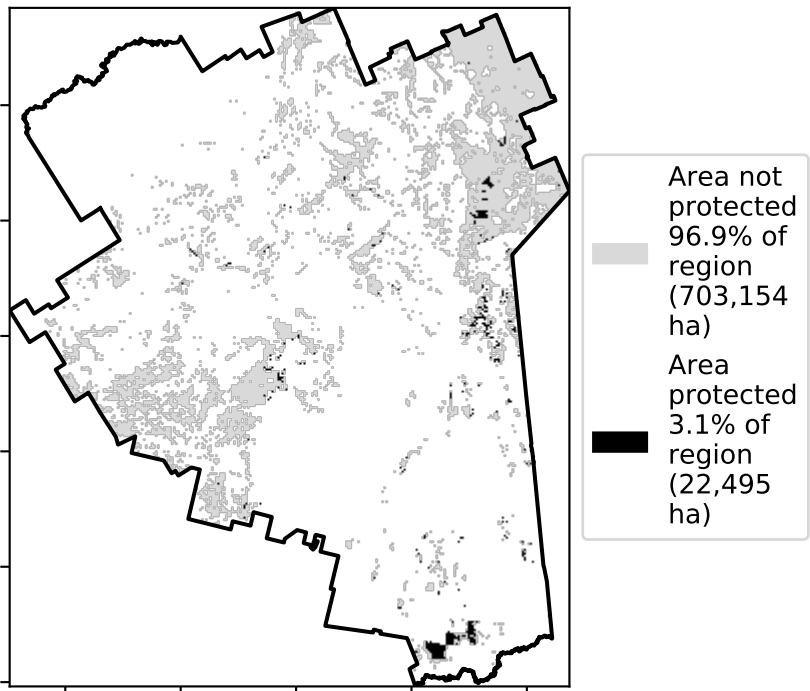 Area not
protected
96.9% of
region
(703,154
ha)
Area
protected
3.1% of
region
(22,495
ha)